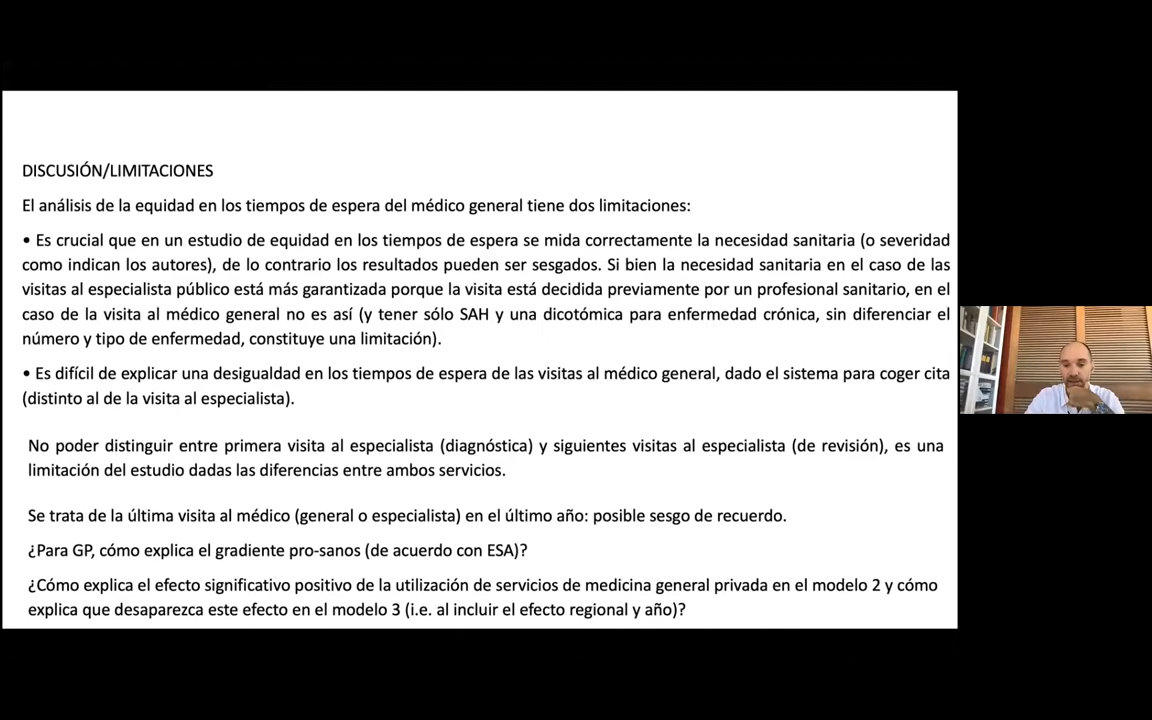 DISCUSIÓN/LIMITACIONES
El análisis de la equidad en los tiempos de espera del médico general tiene dos limitaciones:
• Es crucial que en un estudio de equidad en los tiempos de espera se mida correctamente la necesidad sanitaria (o severidad
como indican los autores), de lo contrario los resultados pueden ser sesgados. Si bien la necesidad sanitaria en el caso de las
visitas al especialista público está más garantizada porque la visita está decidida previamente por un profesional sanitario, en el
caso de la visita al médico general no es así (y tener sólo SAH y una dicotómica para enfermedad crónica, sin diferenciar el
número y tipo de enfermedad, constituye una limitación).
• Es difícil de explicar una desigualdad en los tiempos de espera de las visitas al médico general, dado el sistema para coger cita
(distinto al de la visita al especialista).
No poder distinguir entre primera visita al especialista (diagnóstica) y siguientes visitas al especialista (de revisión), es una
limitación del estudio dadas las diferencias entre ambos servicios.
Se trata de la última visita al médico (general o especialista) en el último año: posible sesgo de recuerdo.
¿Para GP, cómo explica el gradiente pro-sanos (de acuerdo con ESA)?
¿Cómo explica el efecto significativo positivo de la utilización de servicios de medicina general privada en el modelo 2 y cómo
explica que desaparezca este efecto en el modelo 3 (i.e. al incluir el efecto regional y año)?